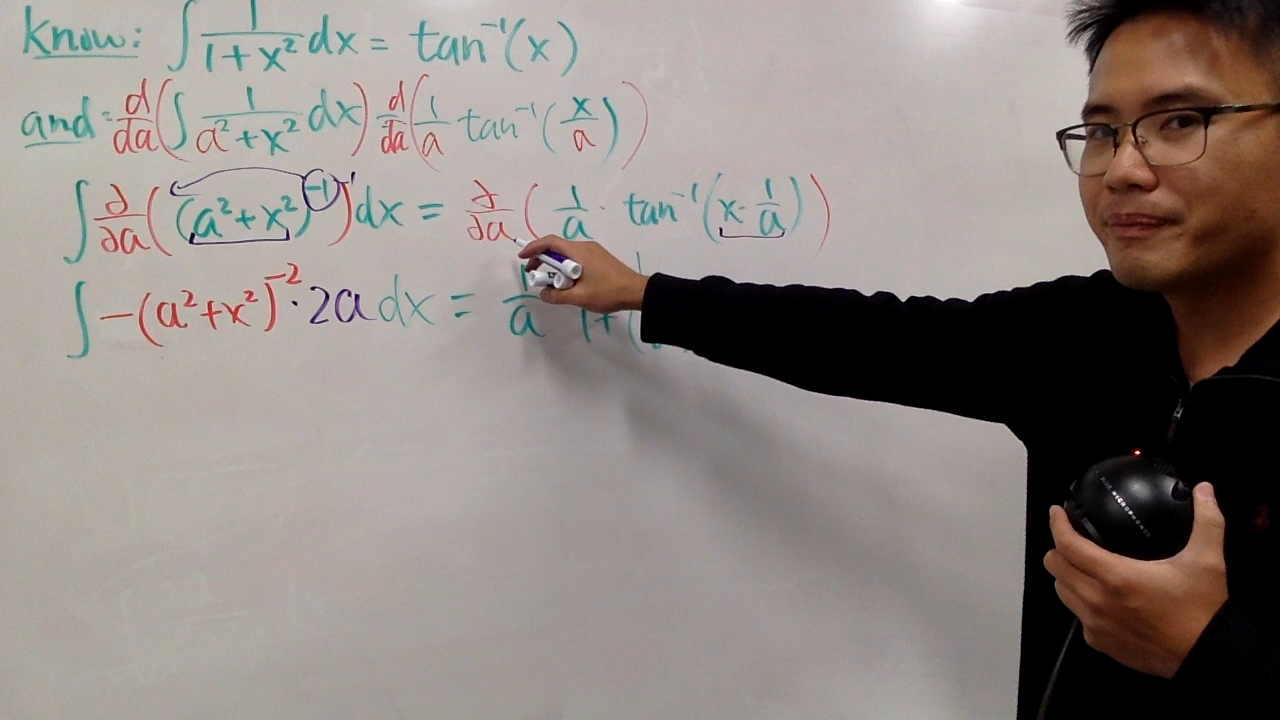 Know: ∫ 1/(1+x²) dx = tan⁻¹(x)
and: d/da(∫ 1/(a²+x²) dx) d/da(1/a tan⁻¹(x/a))
∫ ∂/∂a((a²+x²)⁻¹)' dx = ∂/∂a(1/a · tan⁻¹(x · 1/a))
∫ -(a²+x²)⁻² · 2a dx = 1/a 1+(